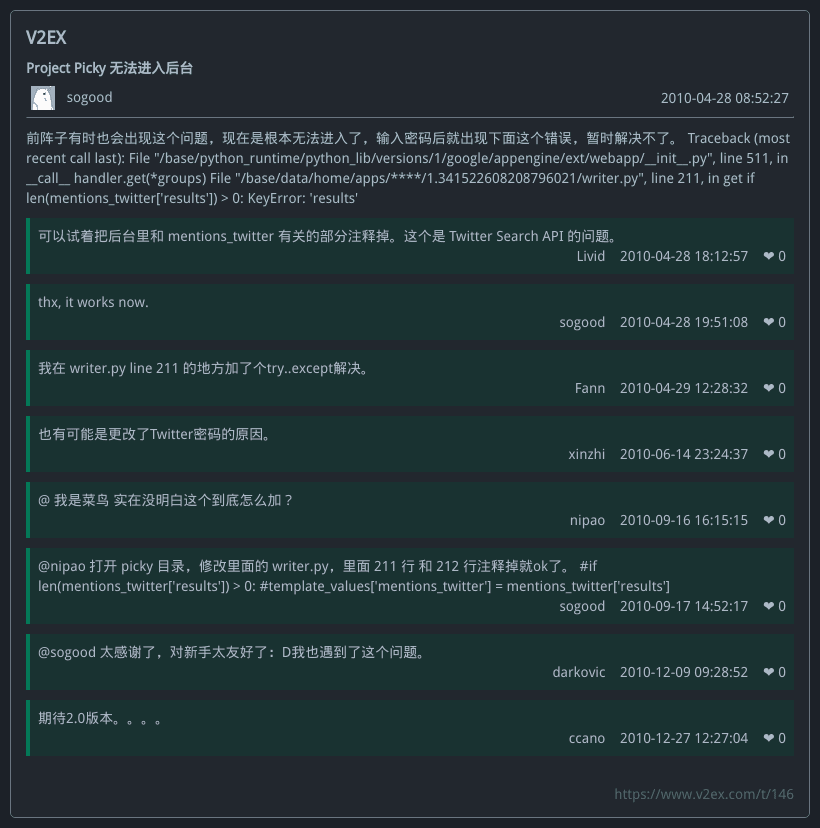 V2EX
Project Picky 无法进入后台
sogood 2010-04-28 08:52:27
前阵子有时也会出现这个问题，现在是根本无法进入了，输入密码后就出现下面这个错误，暂时解决不了。 Traceback (most
recent call last): File "/base/python_runtime/python_lib/versions/1/google/appengine/ext/webapp/__init__.py", line 511, in
__call__ handler.get(*groups) File "/base/data/home/apps/****/1.341522608208796021/writer.py", line 211, in get if
len(mentions_twitter['results']) > 0: KeyError: 'results'
可以试着把后台里和 mentions_twitter 有关的部分注释掉。这个是 Twitter Search API 的问题。
Livid 2010-04-28 18:12:57 ❤ 0
thx, it works now.
sogood 2010-04-28 19:51:08 ❤ 0
我在 writer.py line 211 的地方加了个try..except解决。
Fann 2010-04-29 12:28:32 ❤ 0
也有可能是更改了Twitter密码的原因。
xinzhi 2010-06-14 23:24:37 ❤ 0
@ 我是菜鸟 实在没明白这个到底怎么加？
nipao 2010-09-16 16:15:15 ❤ 0
@nipao 打开 picky 目录，修改里面的 writer.py，里面 211 行 和 212 行注释掉就ok了。 #if
len(mentions_twitter['results']) > 0: #template_values['mentions_twitter'] = mentions_twitter['results']
sogood 2010-09-17 14:52:17 ❤ 0
@sogood 太感谢了，对新手太友好了：D我也遇到了这个问题。
darkovic 2010-12-09 09:28:52 ❤ 0
期待2.0版本。。。。
ccano 2010-12-27 12:27:04 ❤ 0
https://www.v2ex.com/t/146